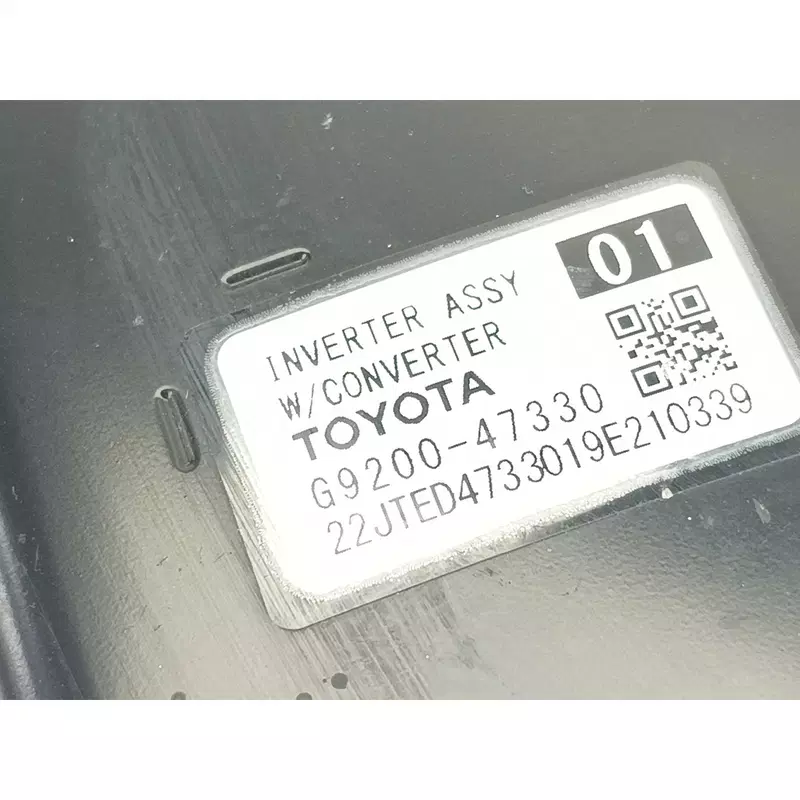 01
INVERTER ASSY
W/CONVERTER
TOYOTA
G9200-47330
22JTED4733019E210339